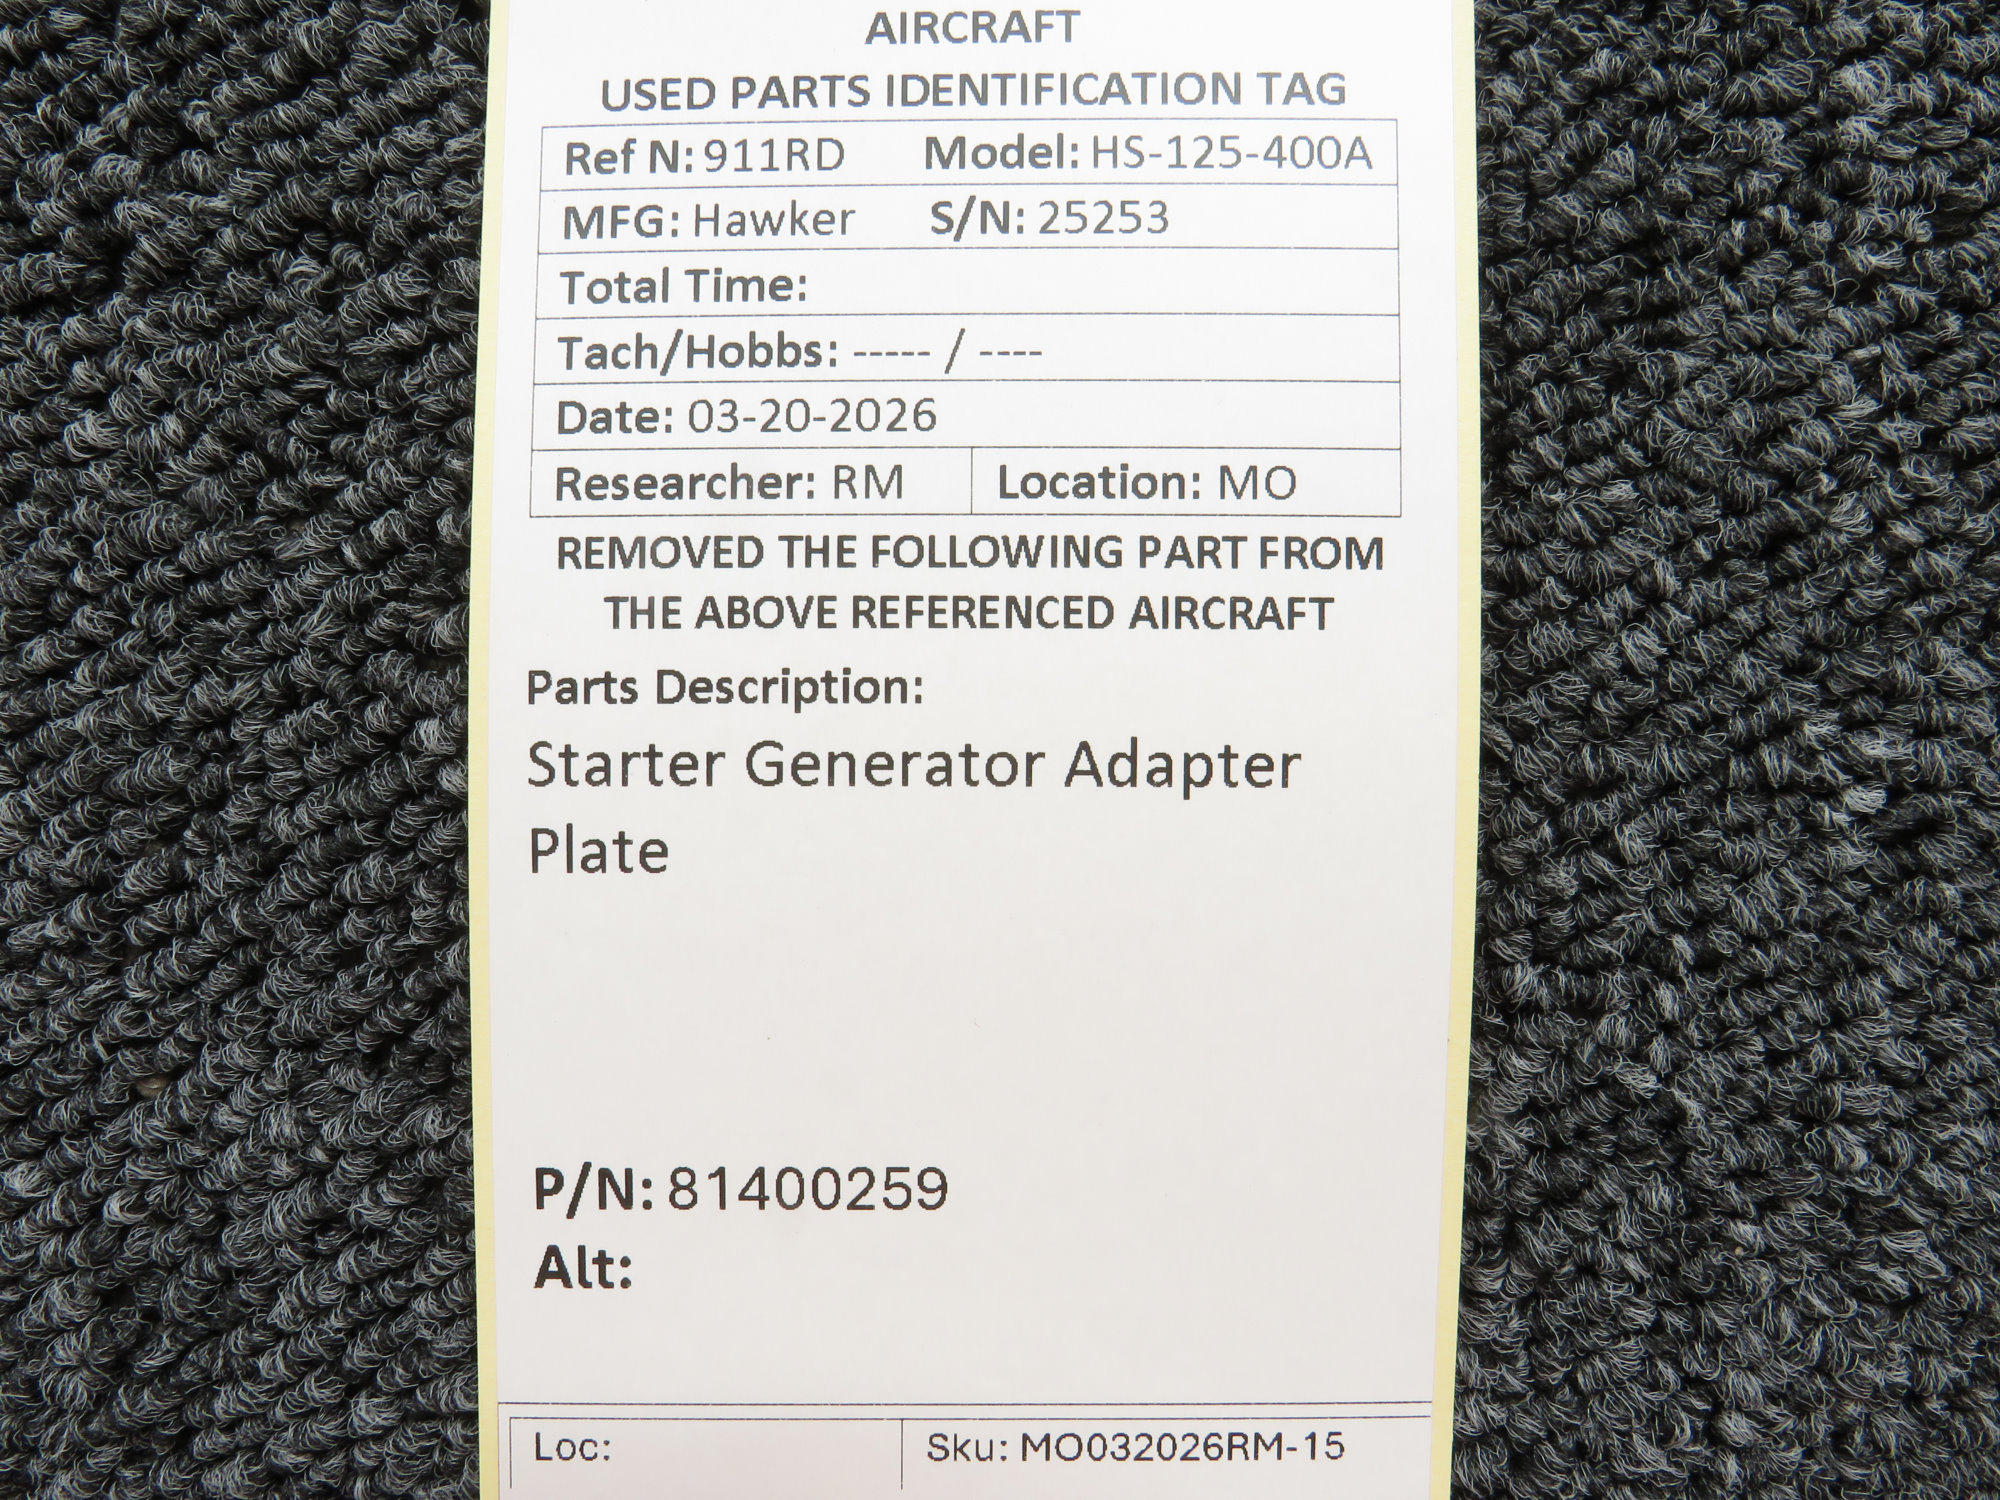 AIRCRAFT
USED PARTS IDENTIFICATION TAG
Ref N: 911RD Model: HS-125-400A
MFG: Hawker S/N: 25253
Total Time:
Tach/Hobbs: ----- / ----
Date: 03-20-2026
Researcher: RM Location: MO
REMOVED THE FOLLOWING PART FROM
THE ABOVE REFERENCED AIRCRAFT
Parts Description:
Starter Generator Adapter
Plate
P/N: 81400259
Alt:
Loc: Sku: MO032026RM-15